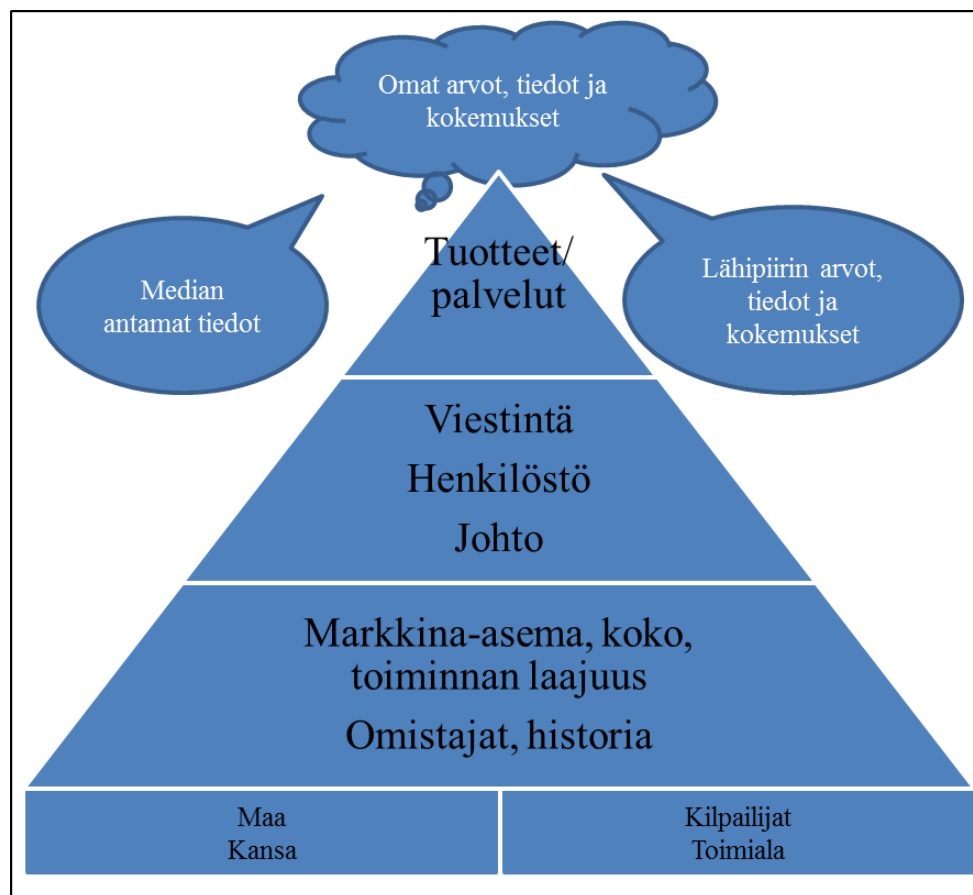 Omat arvot, tiedot ja
kokemukset
Median
antamat tiedot
Lähipiirin arvot,
tiedot ja
kokemukset
Tuotteet/
palvelut
Viestintä
Henkilöstö
Johto
Markkina-asema, koko,
toiminnan laajuus
Omistajat, historia
Maa
Kansa
Kilpailijat
Toimiala